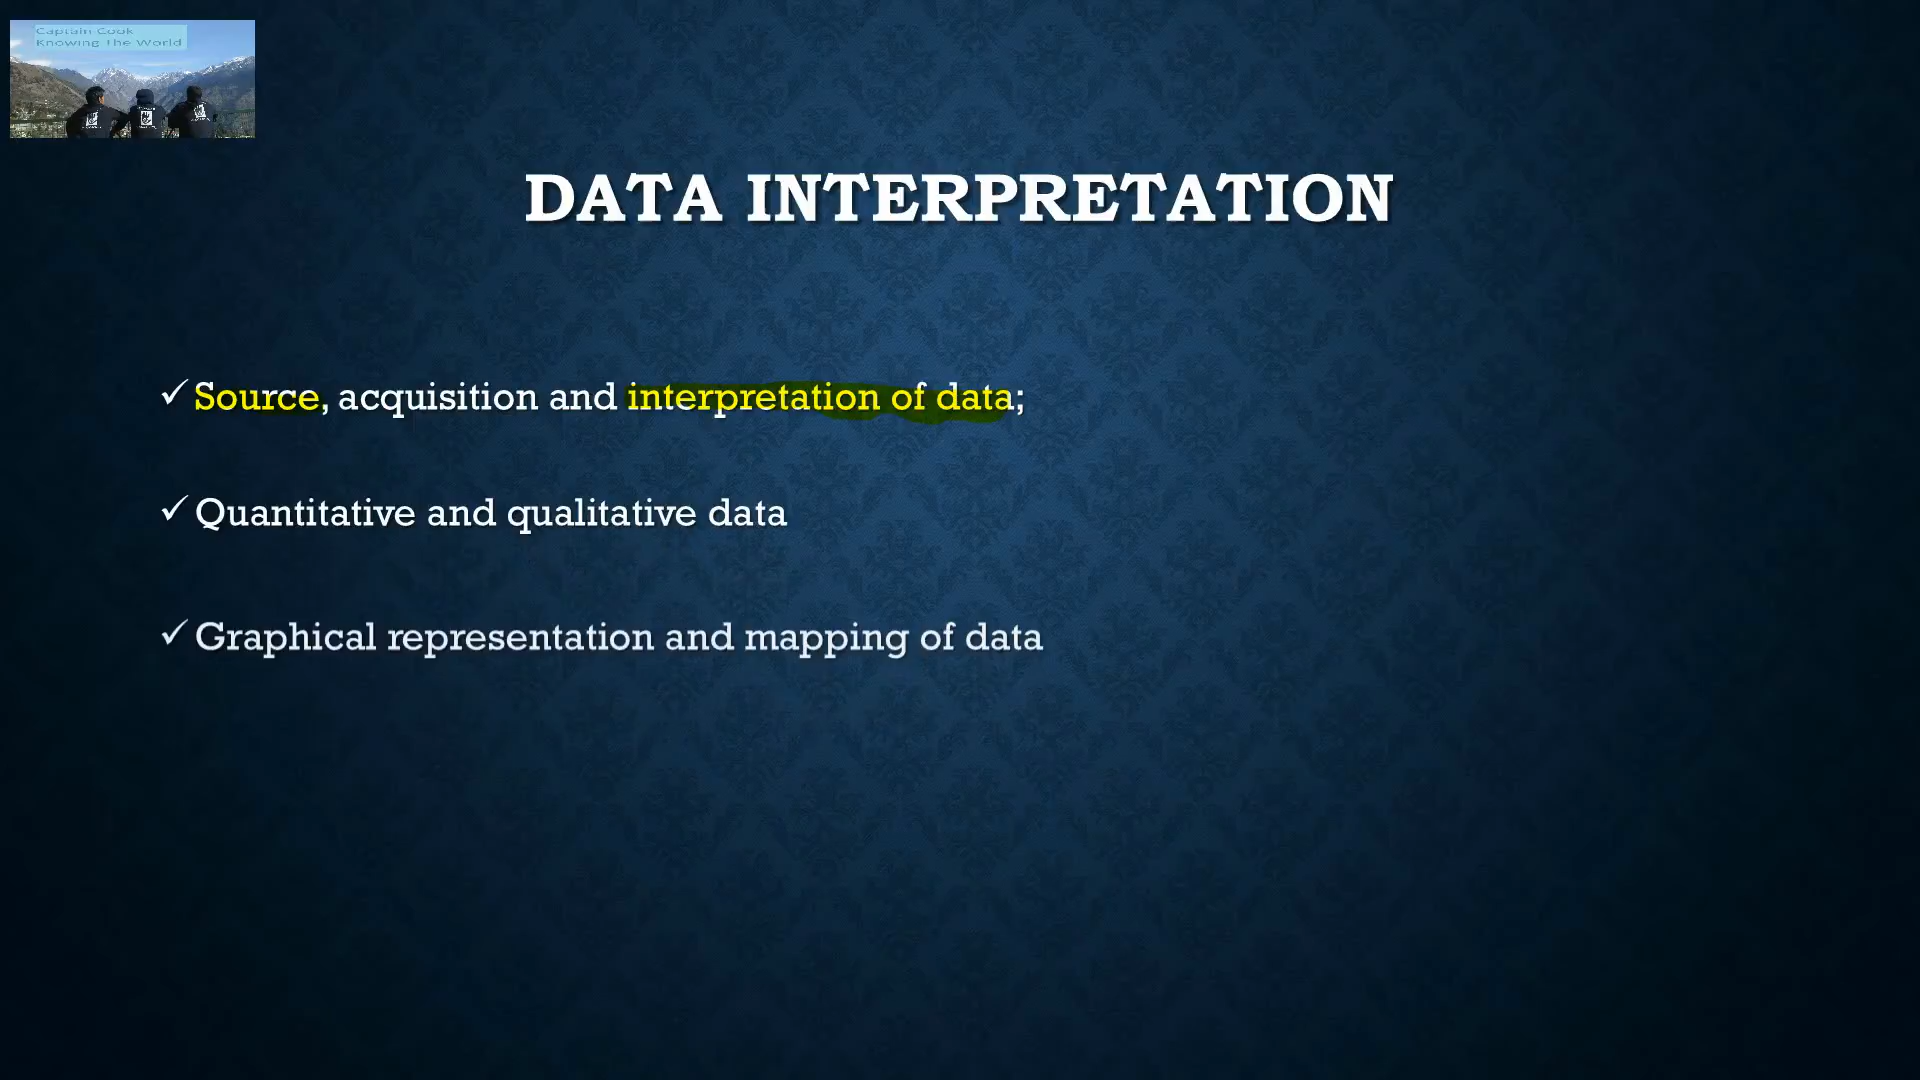 Captain Cook
Knowing The World
DATA INTERPRETATION
✓ Source, acquisition and interpretation of data;
✓ Quantitative and qualitative data
✓ Graphical representation and mapping of data